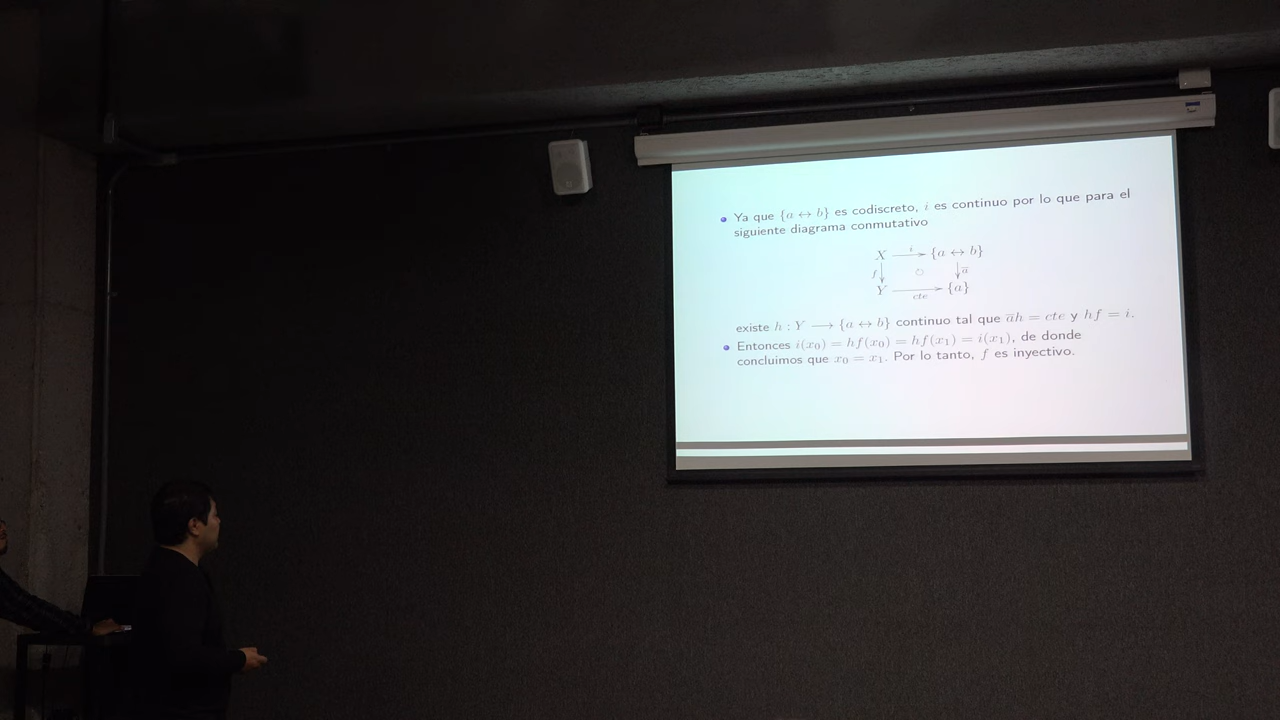 Ya que {a ↔ b} es codiscreto, i es continuo por lo que para el
siguiente diagrama conmutativo
X —i→ {a ↔ b}
f↓ ↻ ↓a̅
Y —cte→ {a}
existe h : Y ⟶ {a ↔ b} continuo tal que a̅h = cte y hf = i.
Entonces i(x₀) = hf(x₀) = hf(x₁) = i(x₁), de donde
concluimos que x₀ = x₁. Por lo tanto, f es inyectivo.